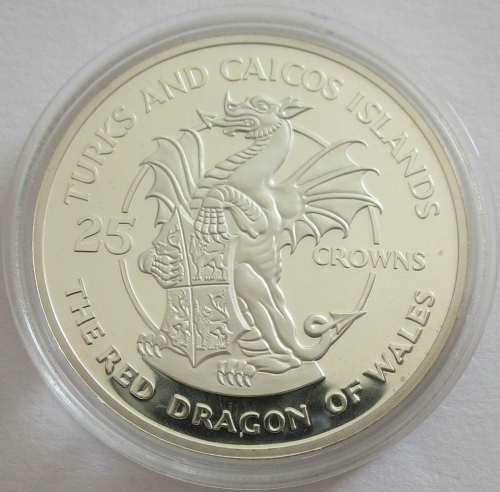 TURKS AND CAICOS ISLANDS
25 CROWNS
THE RED DRAGON OF WALES